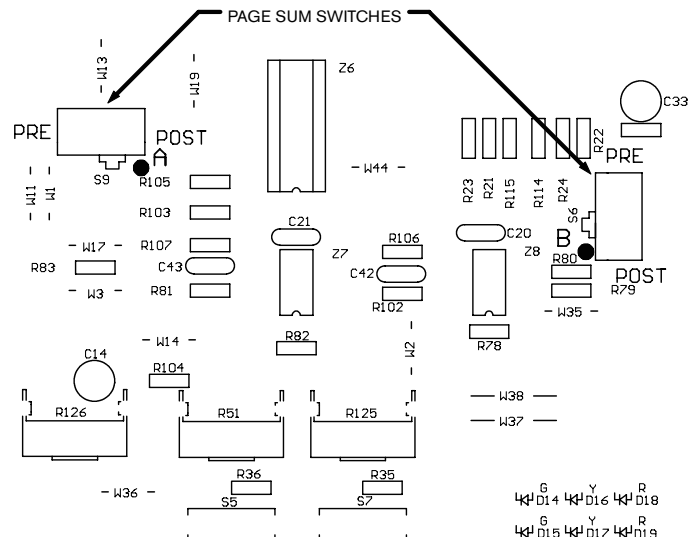 PAGE SUM SWITCHES
W13
W19
Z6
C33
PRE
POST
A
R22
PRE
W44
S9
R105
W11
W1
R23
R21
R115
R114
R24
S6
R103
C21
C20
B
W17
R107
R106
Z7
Z8
R83
C43
C42
R80
POST
W3
R81
R102
R79
W35
W14
R82
W2
R78
C14
R104
W38
R126
R51
R125
W37
R36
R35
W36
S5
S7
G Y R
D14 D16 D18
G Y R
D15 D17 D19